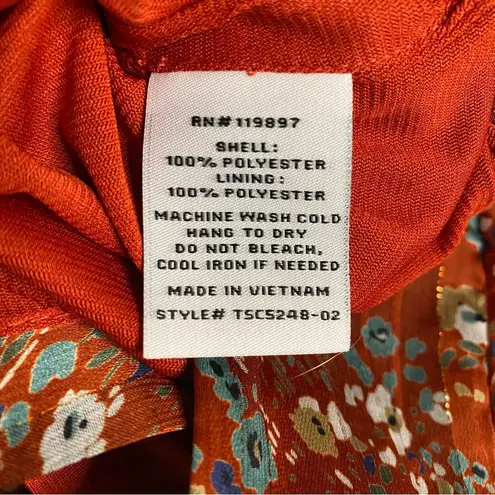 RN#119897
SHELL:
100% POLYESTER
LINING:
100% POLYESTER
MACHINE WASH COLD
HANG TO DRY
DO NOT BLEACH,
COOL IRON IF NEEDED
MADE IN VIETNAM
STYLE# TSC5248-02